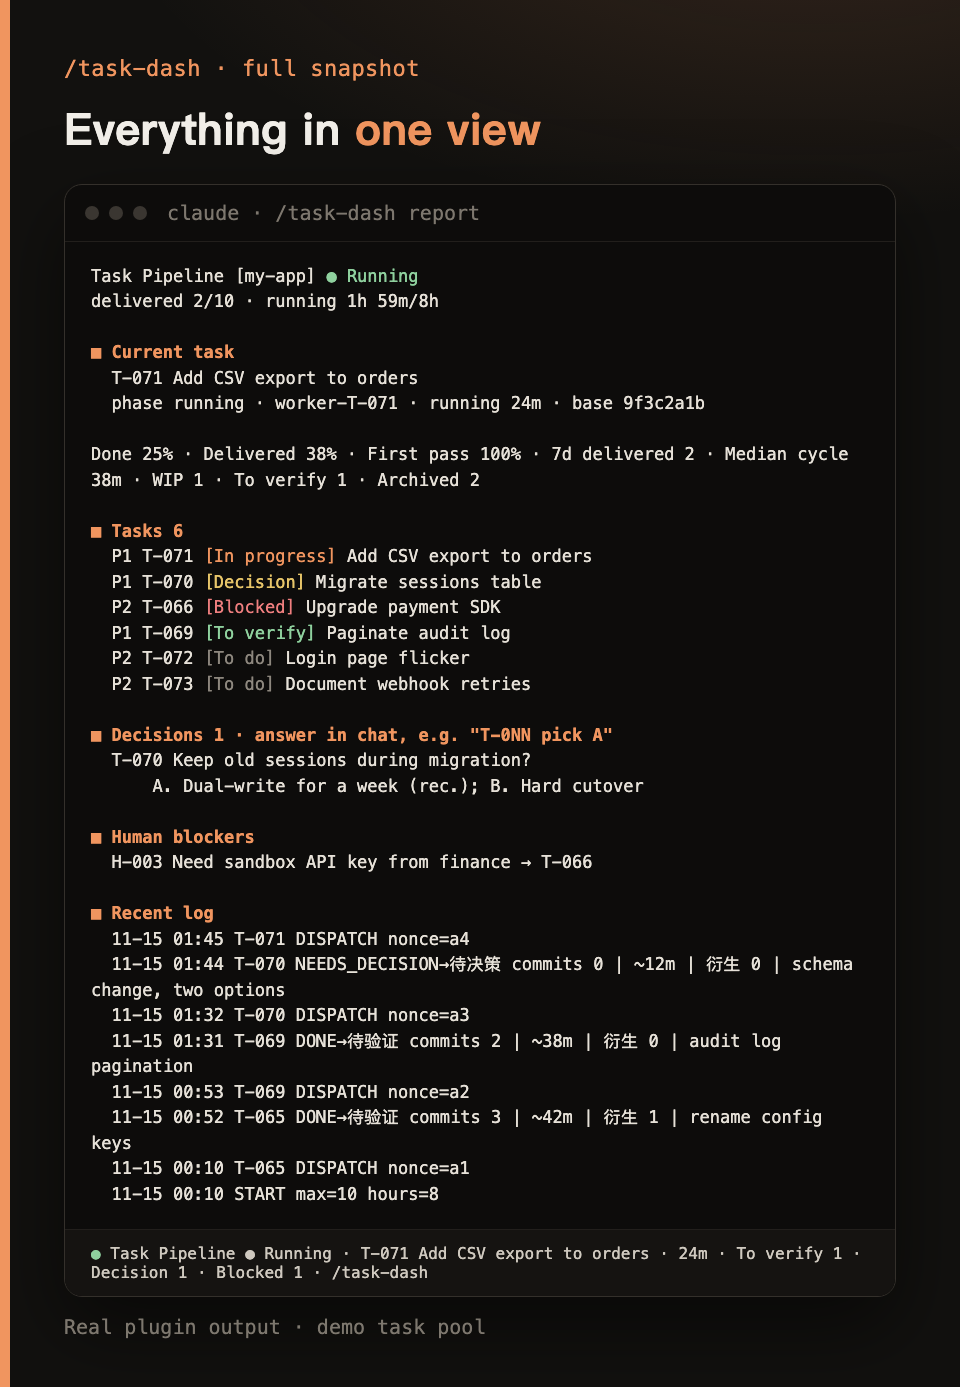 /task-dash · full snapshot
Everything in one view
claude · /task-dash report
Task Pipeline [my-app] ● Running
delivered 2/10 · running 1h 59m/8h
■ Current task
T-071 Add CSV export to orders
phase running · worker-T-071 · running 24m · base 9f3c2a1b
Done 25% · Delivered 38% · First pass 100% · 7d delivered 2 · Median cycle
38m · WIP 1 · To verify 1 · Archived 2
■ Tasks 6
P1 T-071 [In progress] Add CSV export to orders
P1 T-070 [Decision] Migrate sessions table
P2 T-066 [Blocked] Upgrade payment SDK
P1 T-069 [To verify] Paginate audit log
P2 T-072 [To do] Login page flicker
P2 T-073 [To do] Document webhook retries
■ Decisions 1 · answer in chat, e.g. "T-0NN pick A"
T-070 Keep old sessions during migration?
A. Dual-write for a week (rec.); B. Hard cutover
■ Human blockers
H-003 Need sandbox API key from finance → T-066
■ Recent log
11-15 01:45 T-071 DISPATCH nonce=a4
11-15 01:44 T-070 NEEDS_DECISION→待决策 commits 0 | ~12m | 衍生 0 | schema
change, two options
11-15 01:32 T-070 DISPATCH nonce=a3
11-15 01:31 T-069 DONE→待验证 commits 2 | ~38m | 衍生 0 | audit log
pagination
11-15 00:53 T-069 DISPATCH nonce=a2
11-15 00:52 T-065 DONE→待验证 commits 3 | ~42m | 衍生 1 | rename config
keys
11-15 00:10 T-065 DISPATCH nonce=a1
11-15 00:10 START max=10 hours=8
● Task Pipeline ● Running · T-071 Add CSV export to orders · 24m · To verify 1 ·
Decision 1 · Blocked 1 · /task-dash
Real plugin output · demo task pool